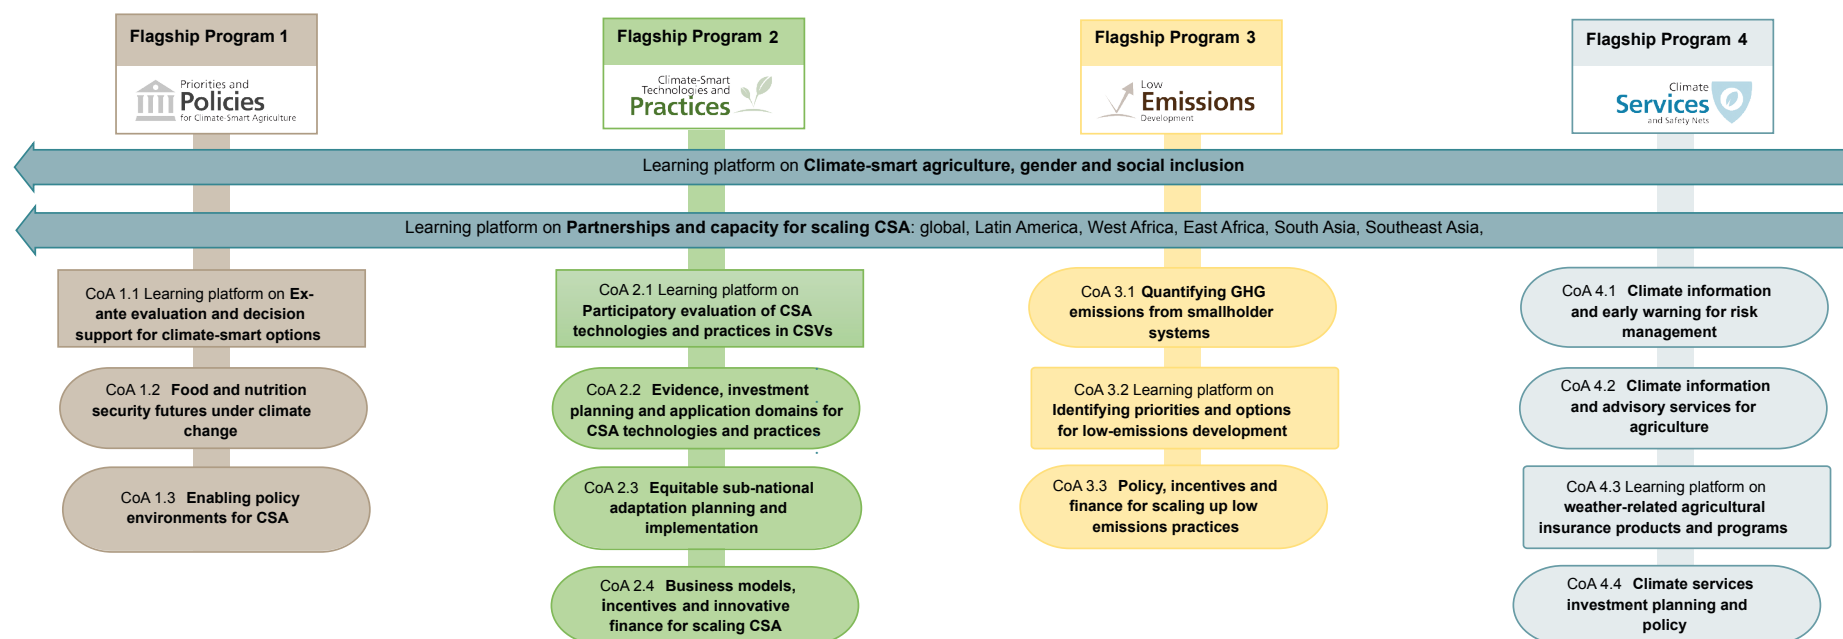 Flagship Program 1
Priorities and
Policies
for Climate-Smart Agriculture
Flagship Program 2
Climate-Smart
Technologies and
Practices
Flagship Program 3
Low
Emissions
Development
Flagship Program 4
Climate
Services
and Safety Nets
Learning platform on Climate-smart agriculture, gender and social inclusion
Learning platform on Partnerships and capacity for scaling CSA: global, Latin America, West Africa, East Africa, South Asia, Southeast Asia,
CoA 1.1 Learning platform on Ex-
ante evaluation and decision
support for climate-smart options
CoA 1.2 Food and nutrition
security futures under climate
change
CoA 1.3 Enabling policy
environments for CSA
CoA 2.1 Learning platform on
Participatory evaluation of CSA
technologies and practices in CSVs
CoA 2.2 Evidence, investment
planning and application domains for
CSA technologies and practices
CoA 2.3 Equitable sub-national
adaptation planning and
implementation
CoA 2.4 Business models,
incentives and innovative
finance for scaling CSA
CoA 3.1 Quantifying GHG
emissions from smallholder
systems
CoA 3.2 Learning platform on
Identifying priorities and options
for low-emissions development
CoA 3.3 Policy, incentives and
finance for scaling up low
emissions practices
CoA 4.1 Climate information
and early warning for risk
management
CoA 4.2 Climate information
and advisory services for
agriculture
CoA 4.3 Learning platform on
weather-related agricultural
insurance products and programs
CoA 4.4 Climate services
investment planning and
policy